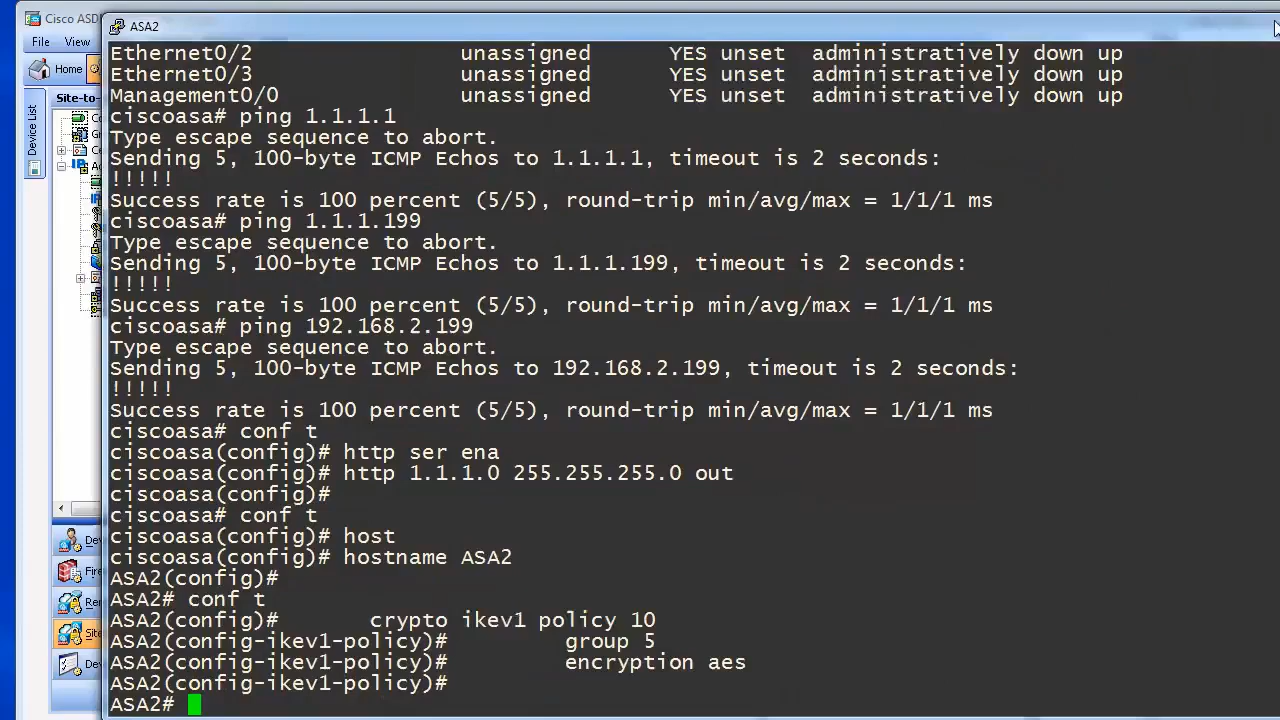 Cisco ASD
ASA2
File View
Home
Device List
Site-to-
Ethernet0/2 unassigned YES unset administratively down up
Ethernet0/3 unassigned YES unset administratively down up
Management0/0 unassigned YES unset administratively down up
ciscoasa# ping 1.1.1.1
Type escape sequence to abort.
Sending 5, 100-byte ICMP Echos to 1.1.1.1, timeout is 2 seconds:
!!!!!
Success rate is 100 percent (5/5), round-trip min/avg/max = 1/1/1 ms
ciscoasa# ping 1.1.1.199
Type escape sequence to abort.
Sending 5, 100-byte ICMP Echos to 1.1.1.199, timeout is 2 seconds:
!!!!!
Success rate is 100 percent (5/5), round-trip min/avg/max = 1/1/1 ms
ciscoasa# ping 192.168.2.199
Type escape sequence to abort.
Sending 5, 100-byte ICMP Echos to 192.168.2.199, timeout is 2 seconds:
!!!!!
Success rate is 100 percent (5/5), round-trip min/avg/max = 1/1/1 ms
ciscoasa# conf t
ciscoasa(config)# http ser ena
ciscoasa(config)# http 1.1.1.0 255.255.255.0 out
ciscoasa(config)#
ciscoasa# conf t
ciscoasa(config)# host
ciscoasa(config)# hostname ASA2
ASA2(config)#
ASA2# conf t
ASA2(config)# crypto ikev1 policy 10
ASA2(config-ikev1-policy)# group 5
ASA2(config-ikev1-policy)# encryption aes
ASA2(config-ikev1-policy)#
ASA2#
Dev
Fire
Ren
Site
Dev